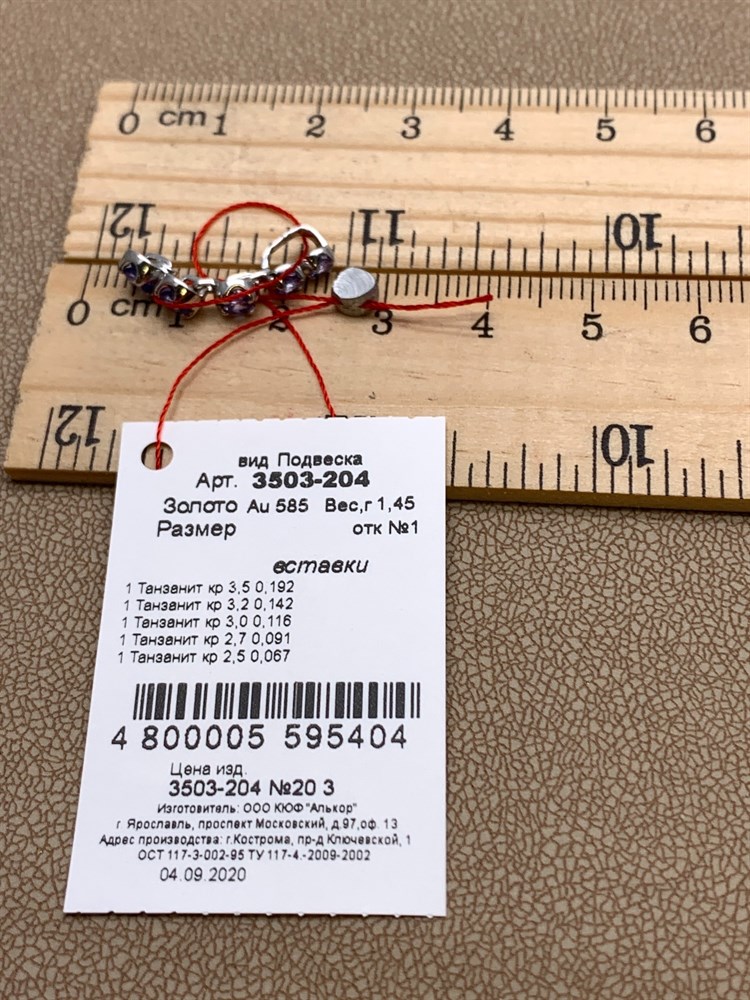 0 cm 1 2 3 4 5 6
12 11 10
0 cm 1 2 3 4 5 6
12 10
вид Подвеска
Арт. 3503-204
Золото Au 585 Вес,г 1,45
Размер отк №1
вставки
1 Танзанит кр 3,5 0,192
1 Танзанит кр 3,2 0,142
1 Танзанит кр 3,0 0,116
1 Танзанит кр 2,7 0,091
1 Танзанит кр 2,5 0,067
4 800005 595404
Цена изд.
3503-204 №20 3
Изготовитель: ООО КЮФ "Алькор"
г. Ярославль, проспект Московский, д.97,оф. 13
Адрес производства: г.Кострома, пр-д Ключевской, 1
ОСТ 117-3-002-95 ТУ 117-4.-2009-2002
04.09.2020